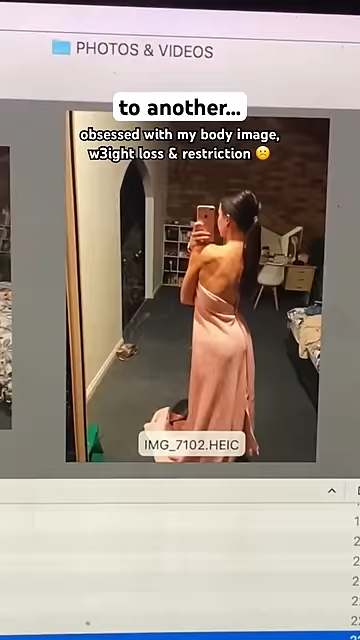 PHOTOS & VIDEOS
to another...
obsessed with my body image,
w3ight loss & restriction ☹️
IMG_7102.HEIC